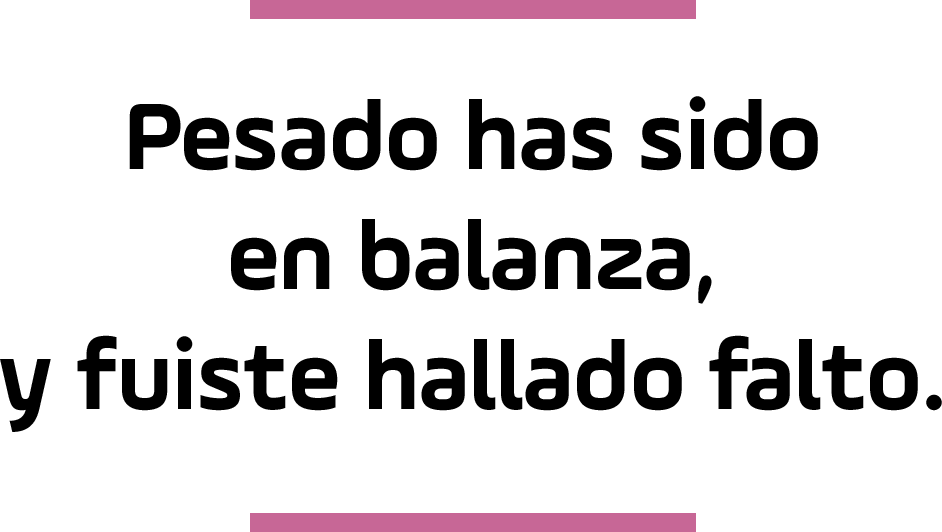 Pesado has sido
en balanza,
y fuiste hallado falto.